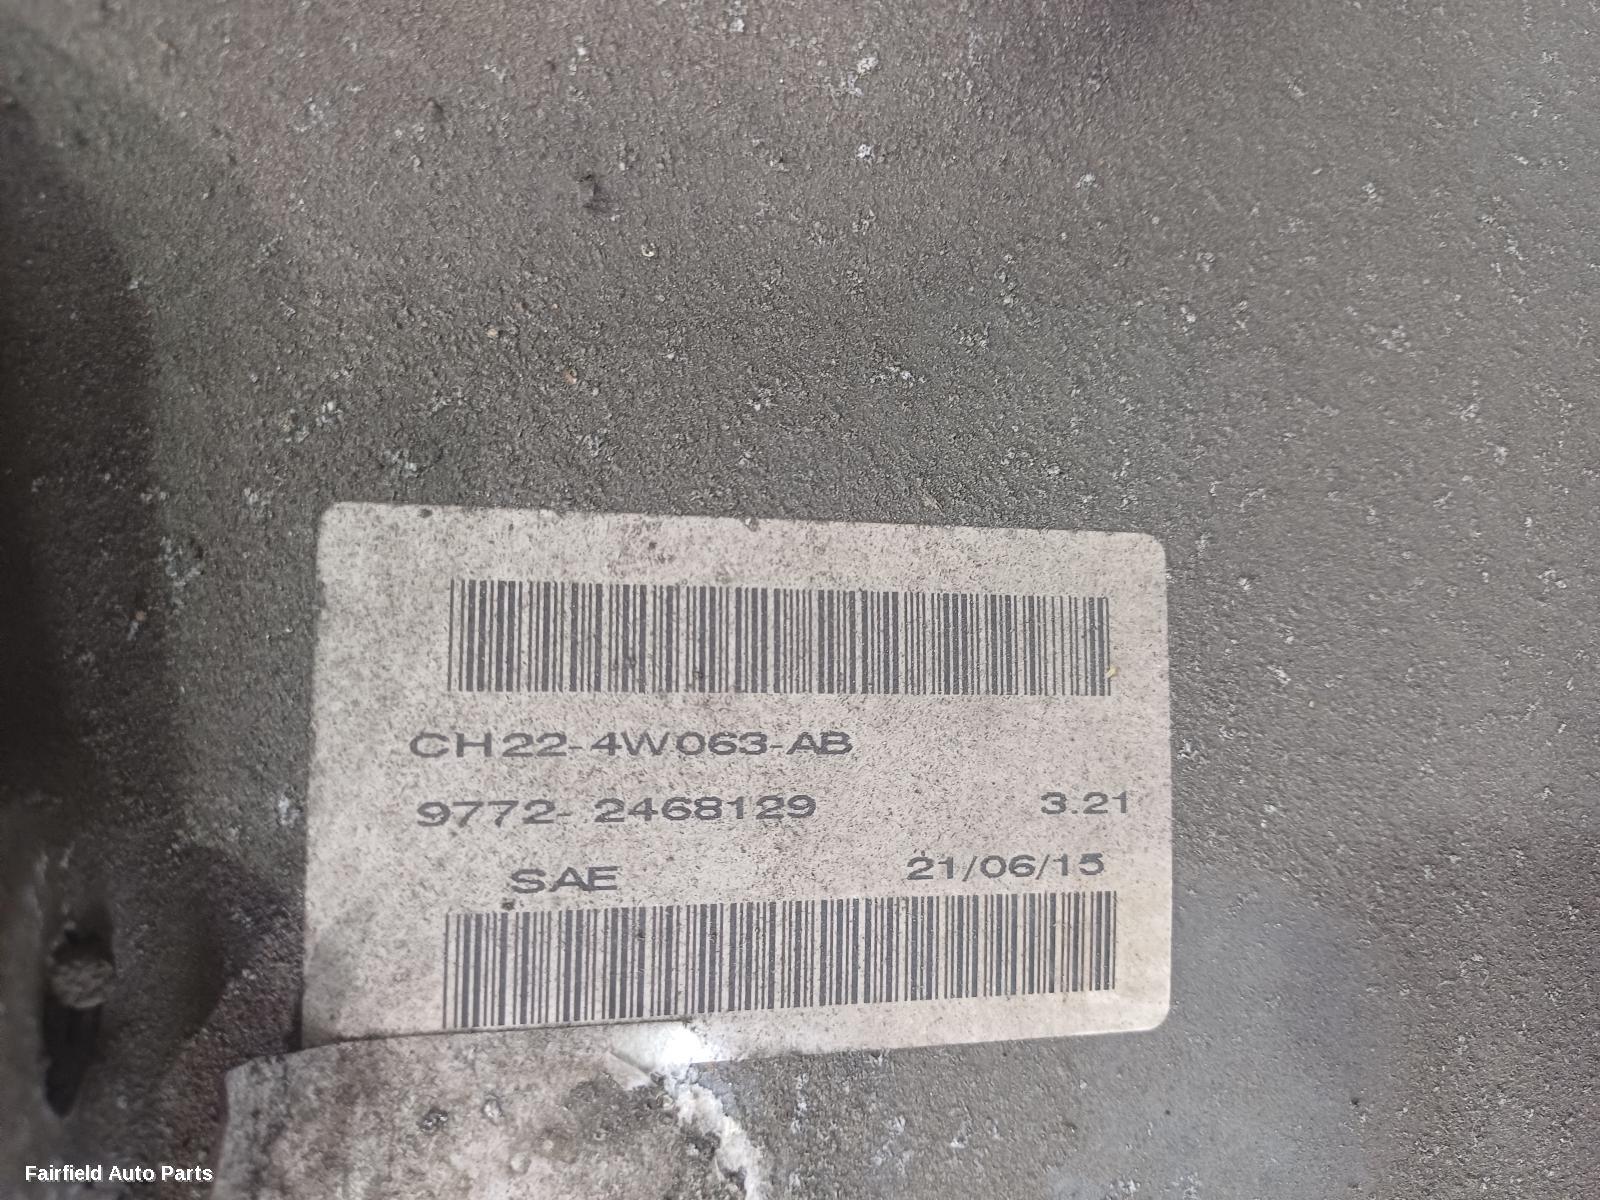 CH22-4W063-AB
9772- 2468129 3.21
SAE 21/06/15
Fairfield Auto Parts